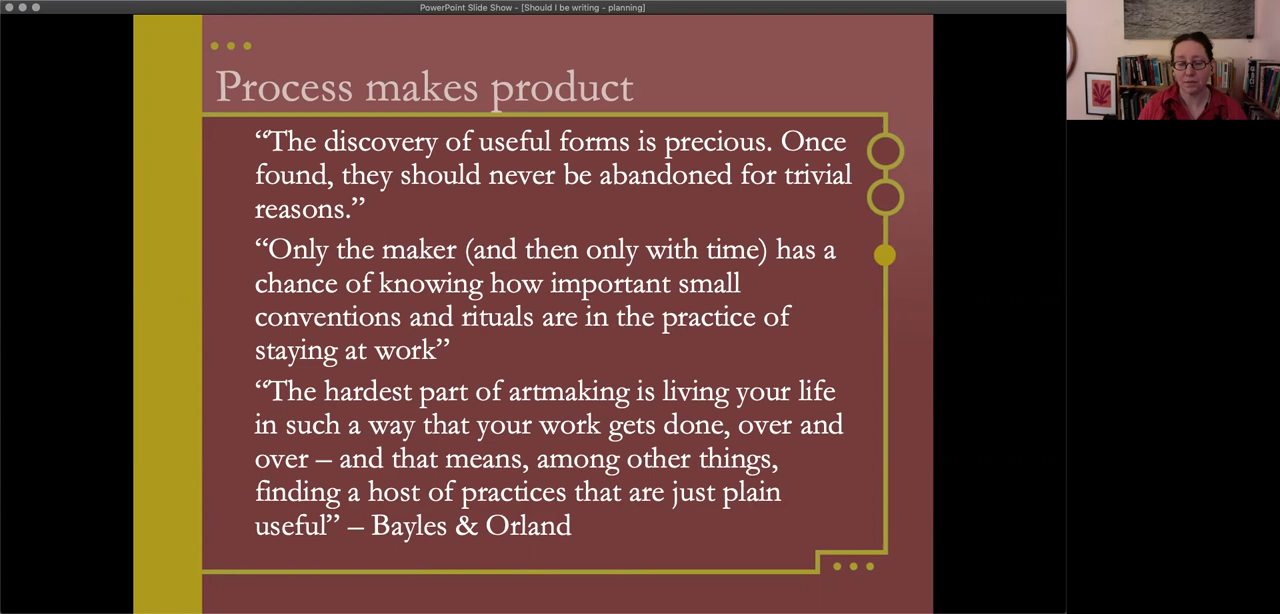 PowerPoint Slide Show - [Should I be writing - planning]
Process makes product
“The discovery of useful forms is precious. Once
found, they should never be abandoned for trivial
reasons.”
“Only the maker (and then only with time) has a
chance of knowing how important small
conventions and rituals are in the practice of
staying at work”
“The hardest part of artmaking is living your life
in such a way that your work gets done, over and
over – and that means, among other things,
finding a host of practices that are just plain
useful” – Bayles & Orland